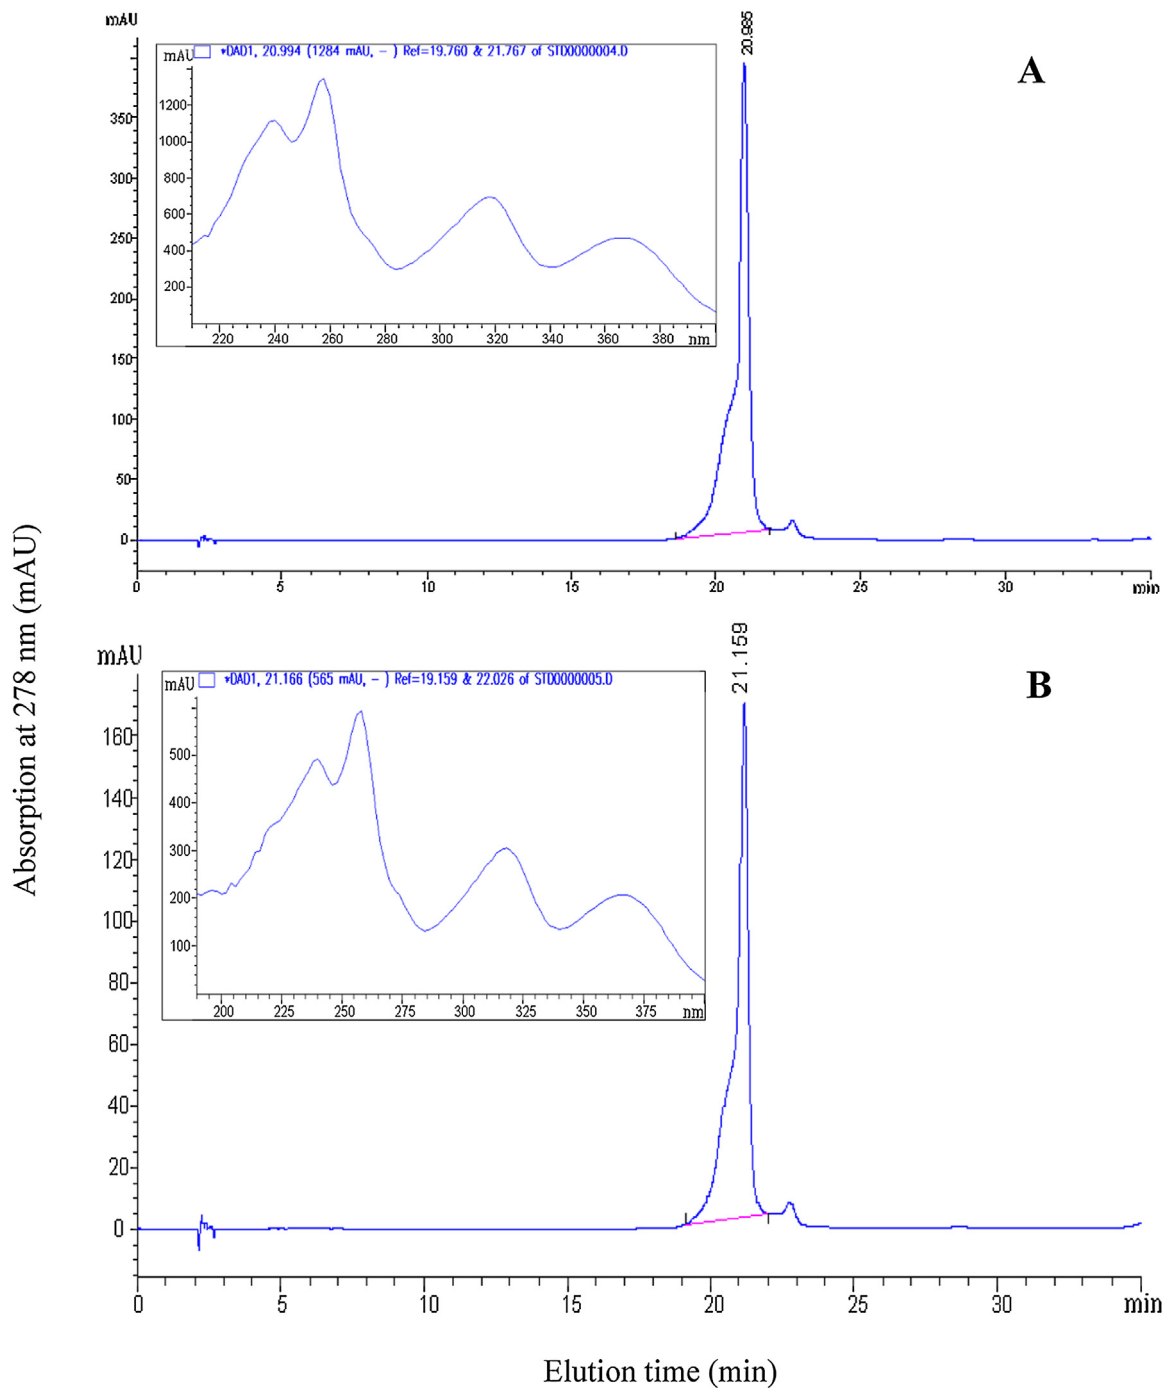 mAU
20.985
A
mAU
*DAD1, 20.994 (1284 mAU, - ) Ref=19.760 & 21.767 of STD0000004.D
1200
1000
800
600
400
200
220 240 260 280 300 320 340 360 380 nm
350
300
250
200
150
100
50
0
0 5 10 15 20 25 30 min
Absorption at 278 nm (mAU)
mAU
21.159
B
mAU
*DAD1, 21.166 (565 mAU, - ) Ref=19.159 & 22.026 of STD0000005.D
500
400
300
200
100
200 225 250 275 300 325 350 375 nm
160
140
120
100
80
60
40
20
0
0 5 10 15 20 25 30 min
Elution time (min)